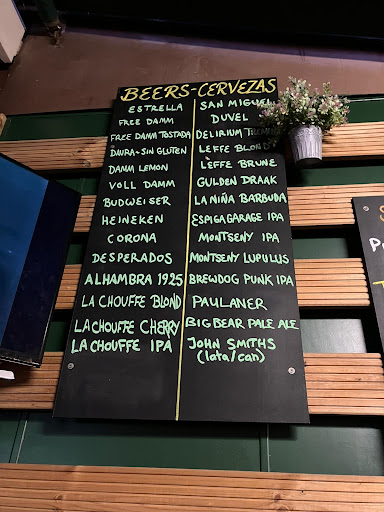 BEERS-CERVEZAS
ESTRELLA
FREE DAMM
FREE DAMM TOSTADA
DAURA-SIN GLUTEN
DAMM LEMON
VOLL DAMM
BUDWEISER
HEINEKEN
CORONA
DESPERADOS
ALHAMBRA 1925
LA CHOUFFE BLOND
LA CHOUFFE CHERRY
LA CHOUFFE IPA
SAN MIGUEL
DUVEL
DELIRIUM
LEFFE BLOND
LEFFE BRUNE
GULDEN DRAAK
LA NIÑA BARBUDA
ESPIGA GARAGE IPA
MONTSENY IPA
MONTSENY LUPULUS
BREWDOG PUNK IPA
PAULANER
BIG BEAR PALE ALE
JOHN SMITHS
(lata/can)